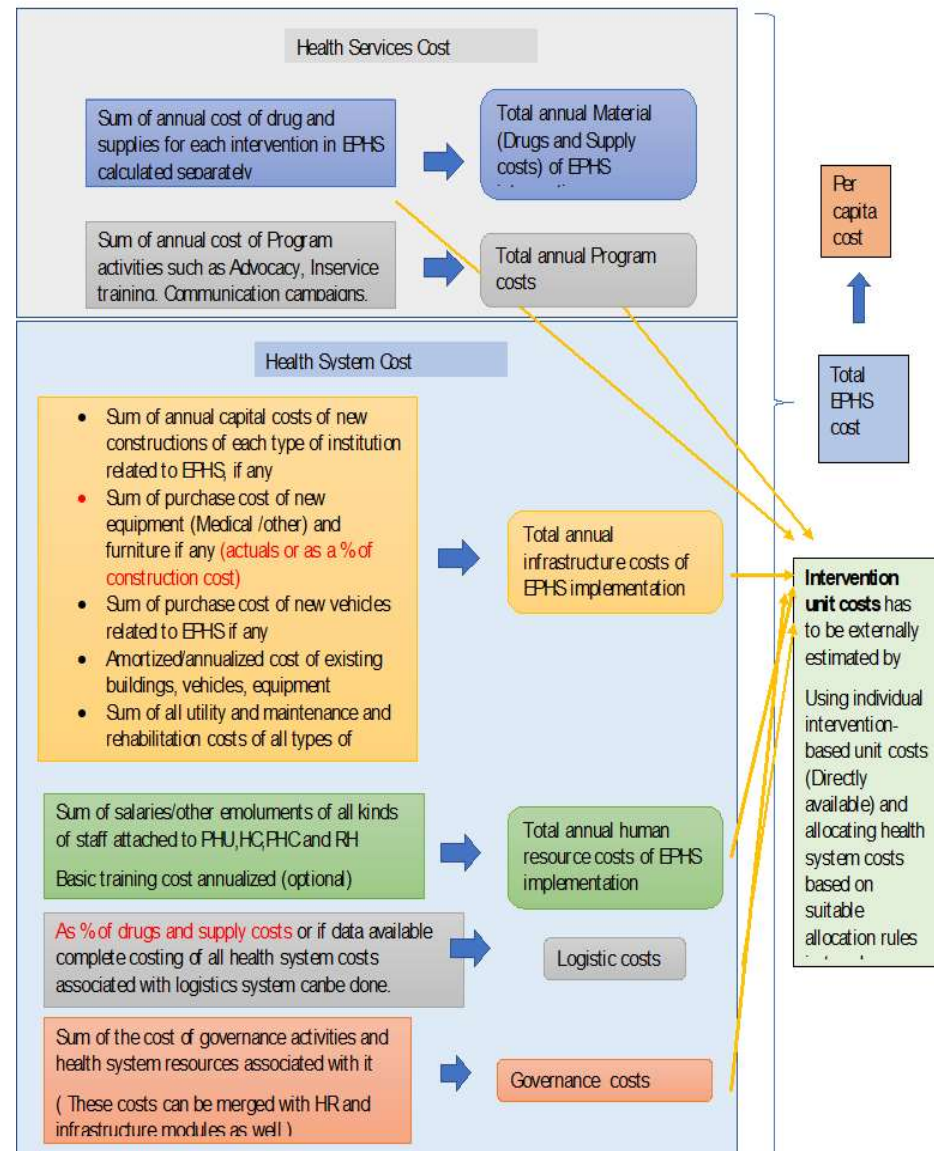 Health Services Cost
Sum of annual cost of drug and
supplies for each intervention in EPHS
calculated separately
Total annual Material
(Drugs and Supply
costs) of EPHS
Sum of annual cost of Program
activities such as Advocacy, Inservice
training, Communication campaigns,
Total annual Program
costs
Per
capita
cost
Total
EPHS
cost
Health System Cost
• Sum of annual capital costs of new
constructions of each type of institution
related to EPHS, if any
• Sum of purchase cost of new
equipment (Medical /other) and
furniture if any (actuals or as a % of
construction cost)
• Sum of purchase cost of new vehicles
related to EPHS if any
• Amortized/annualized cost of existing
buildings, vehicles, equipment
• Sum of all utility and maintenance and
rehabilitation costs of all types of
Total annual
infrastructure costs of
EPHS implementation
Sum of salaries/other emoluments of all kinds
of staff attached to PHU,HC,PHC and RH
Basic training cost annualized (optional)
Total annual human
resource costs of EPHS
implementation
As % of drugs and supply costs or if data available
complete costing of all health system costs
associated with logistics system canbe done.
Logistic costs
Sum of the cost of governance activities and
health system resources associated with it
( These costs can be merged with HR and
infrastructure modules as well )
Governance costs
Intervention
unit costs has
to be externally
estimated by
Using individual
intervention-
based unit costs
(Directly
available) and
allocating health
system costs
based on
suitable
allocation rules